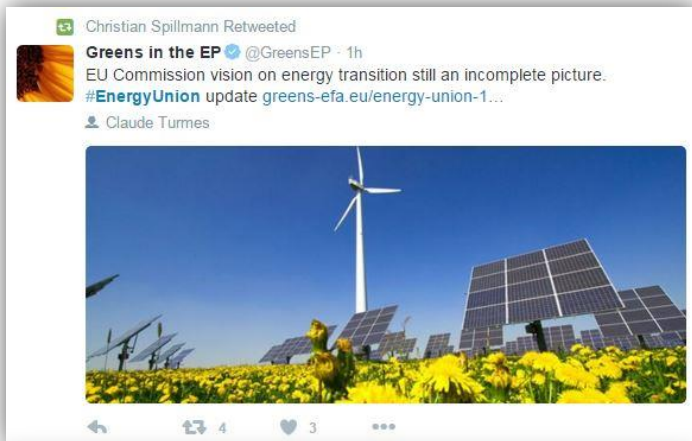 Christian Spillmann Retweeted
Greens in the EP @GreensEP · 1h
EU Commission vision on energy transition still an incomplete picture.
#EnergyUnion update greens-efa.eu/energy-union-1…
Claude Turmes
4 3